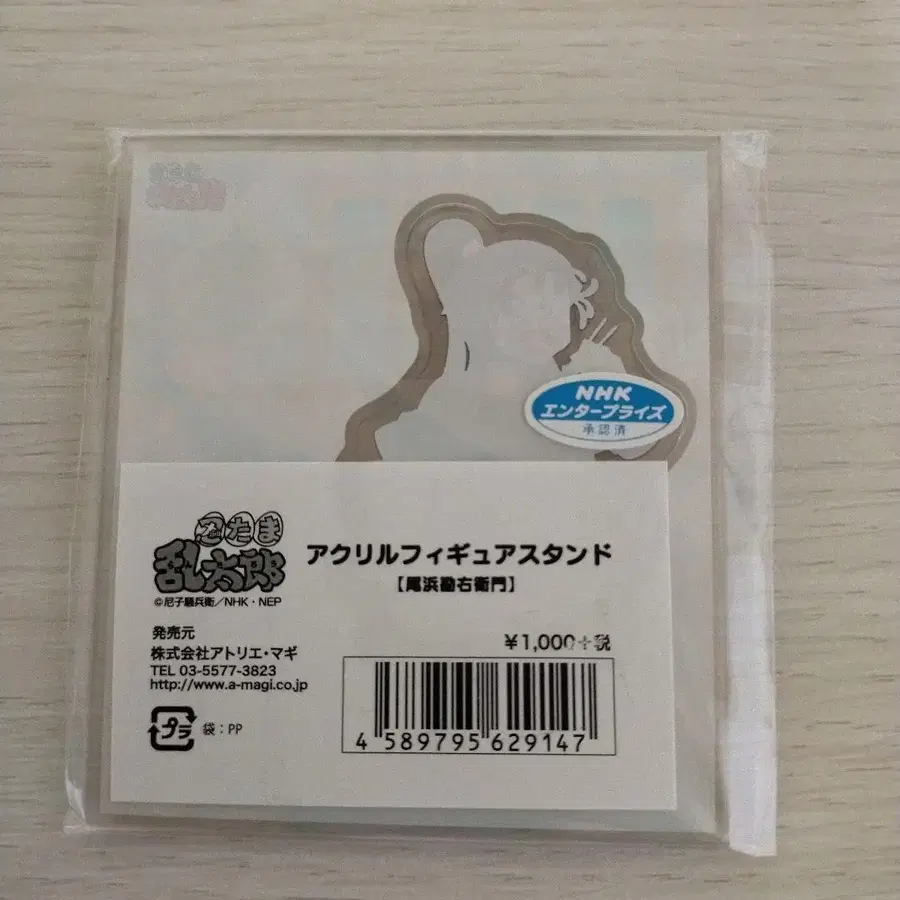 NHK
エンタープライズ
承認済
忍たま
乱太郎
©尼子騒兵衛／NHK・NEP
アクリルフィギュアスタンド
【尾浜勘右衛門】
¥1,000+税
発売元
株式会社アトリエ・マギ
TEL 03-5577-3823
http://www.a-magi.co.jp
プラ 袋：PP
4 589795 629147